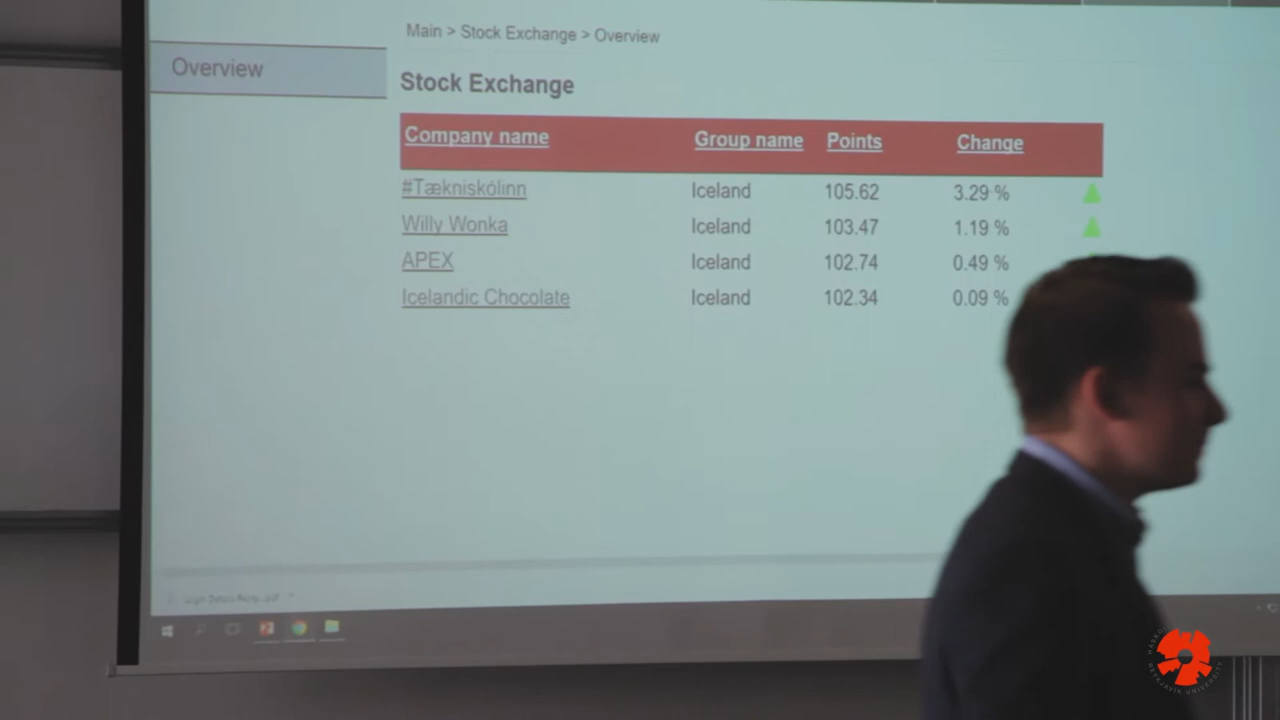 Main > Stock Exchange > Overview
Overview
Stock Exchange
Company name Group name Points Change
#Tækniskólinn Iceland 105.62 3.29 %
Willy Wonka Iceland 103.47 1.19 %
APEX Iceland 102.74 0.49 %
Icelandic Chocolate Iceland 102.34 0.09 %
REYKJAVIK UNIVERSITY